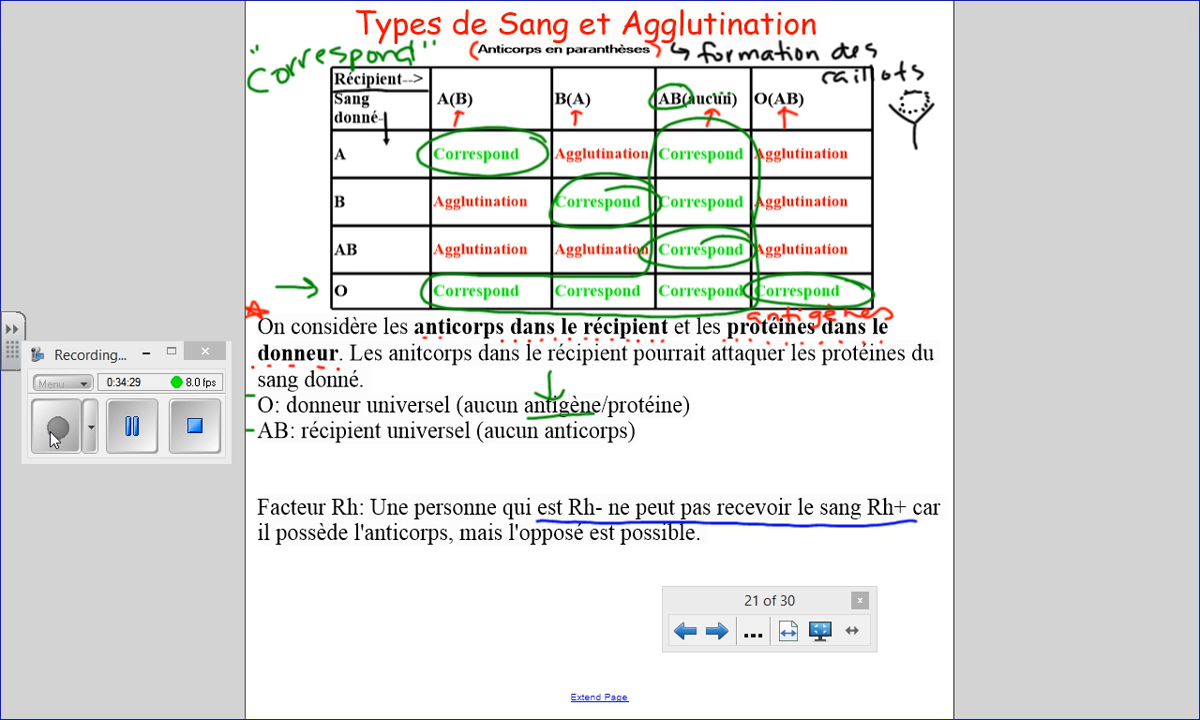 Types de Sang et Agglutination
"Correspond"
(Anticorps en paranthèses) ↳ formation des
caillots
Récipient-->
Sang
donné- A(B) B(A) AB(aucun) O(AB)
A Correspond Agglutination Correspond Agglutination
B Agglutination Correspond Correspond Agglutination
AB Agglutination Agglutination Correspond Agglutination
O Correspond Correspond Correspond Correspond
antigènes
On considère les anticorps dans le récipient et les protéines dans le
donneur. Les anitcorps dans le récipient pourrait attaquer les protéines du
sang donné.
O: donneur universel (aucun antigène/protéine)
AB: récipient universel (aucun anticorps)
Facteur Rh: Une personne qui est Rh- ne peut pas recevoir le sang Rh+ car
il possède l'anticorps, mais l'opposé est possible.
Recording...
Menu 0:34:29 8.0 fps
21 of 30
Extend Page